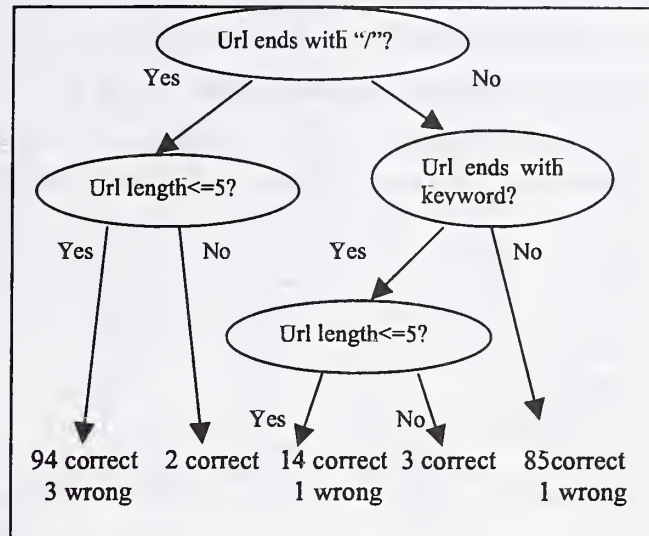 Url ends with “/”?
Yes
No
Url length<=5?
Url ends with
keyword?
Yes
No
Yes
No
Url length<=5?
Yes
No
94 correct
3 wrong
2 correct
14 correct
1 wrong
3 correct
85correct
1 wrong